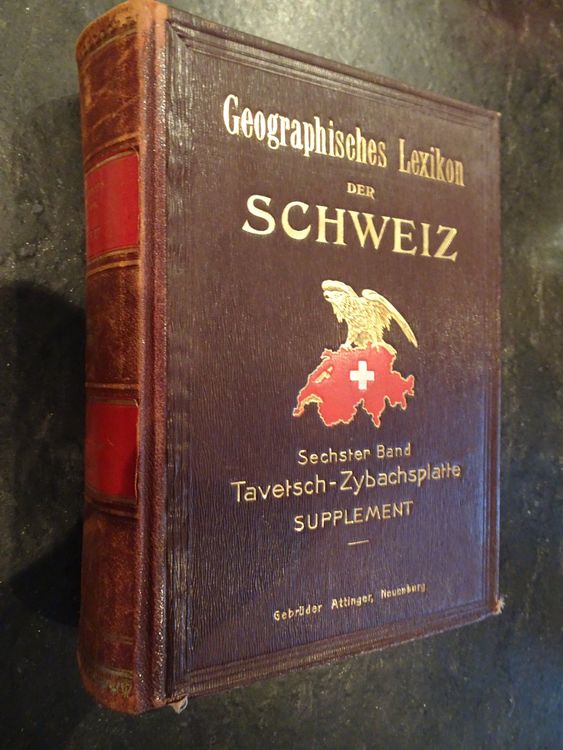 Geographisches Lexikon
DER
SCHWEIZ
Sechster Band
Tavetsch-Zybachsplatte
SUPPLEMENT
Gebrüder Attinger, Neuenburg